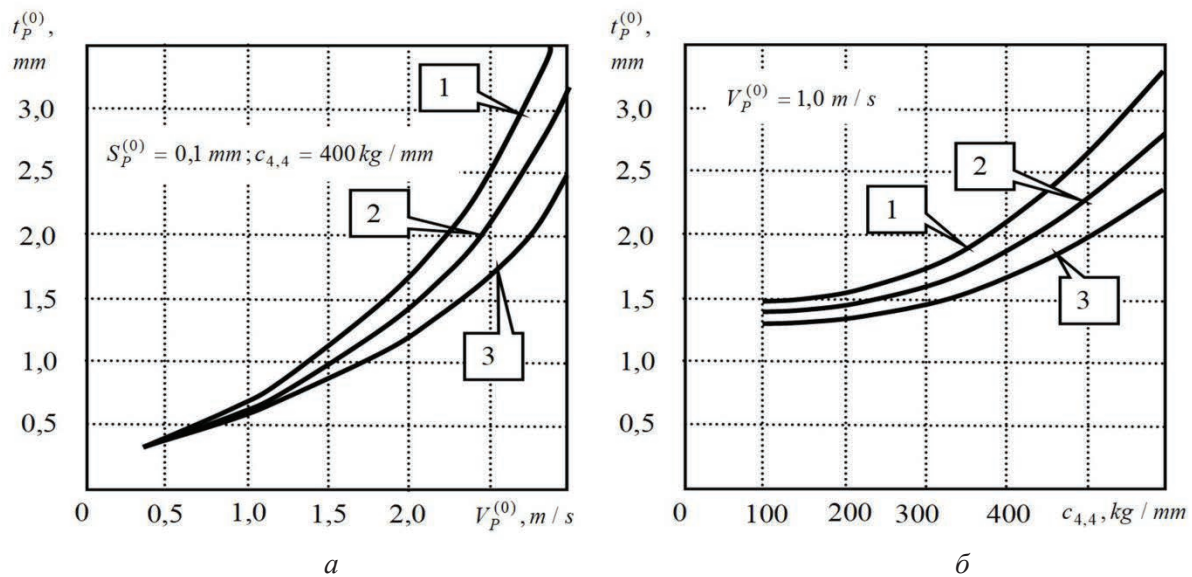 t_P^(0),
mm
3,0
2,5
2,0
1,5
1,0
0,5
0
0,5
1,0
1,5
2,0
V_P^(0), m / s
S_P^(0) = 0,1 mm; c_4,4 = 400 kg / mm
1
2
3
а
t_P^(0),
mm
3,0
2,5
2,0
1,5
1,0
0,5
0
100
200
300
400
c_4,4, kg / mm
V_P^(0) = 1,0 m / s
2
1
3
б